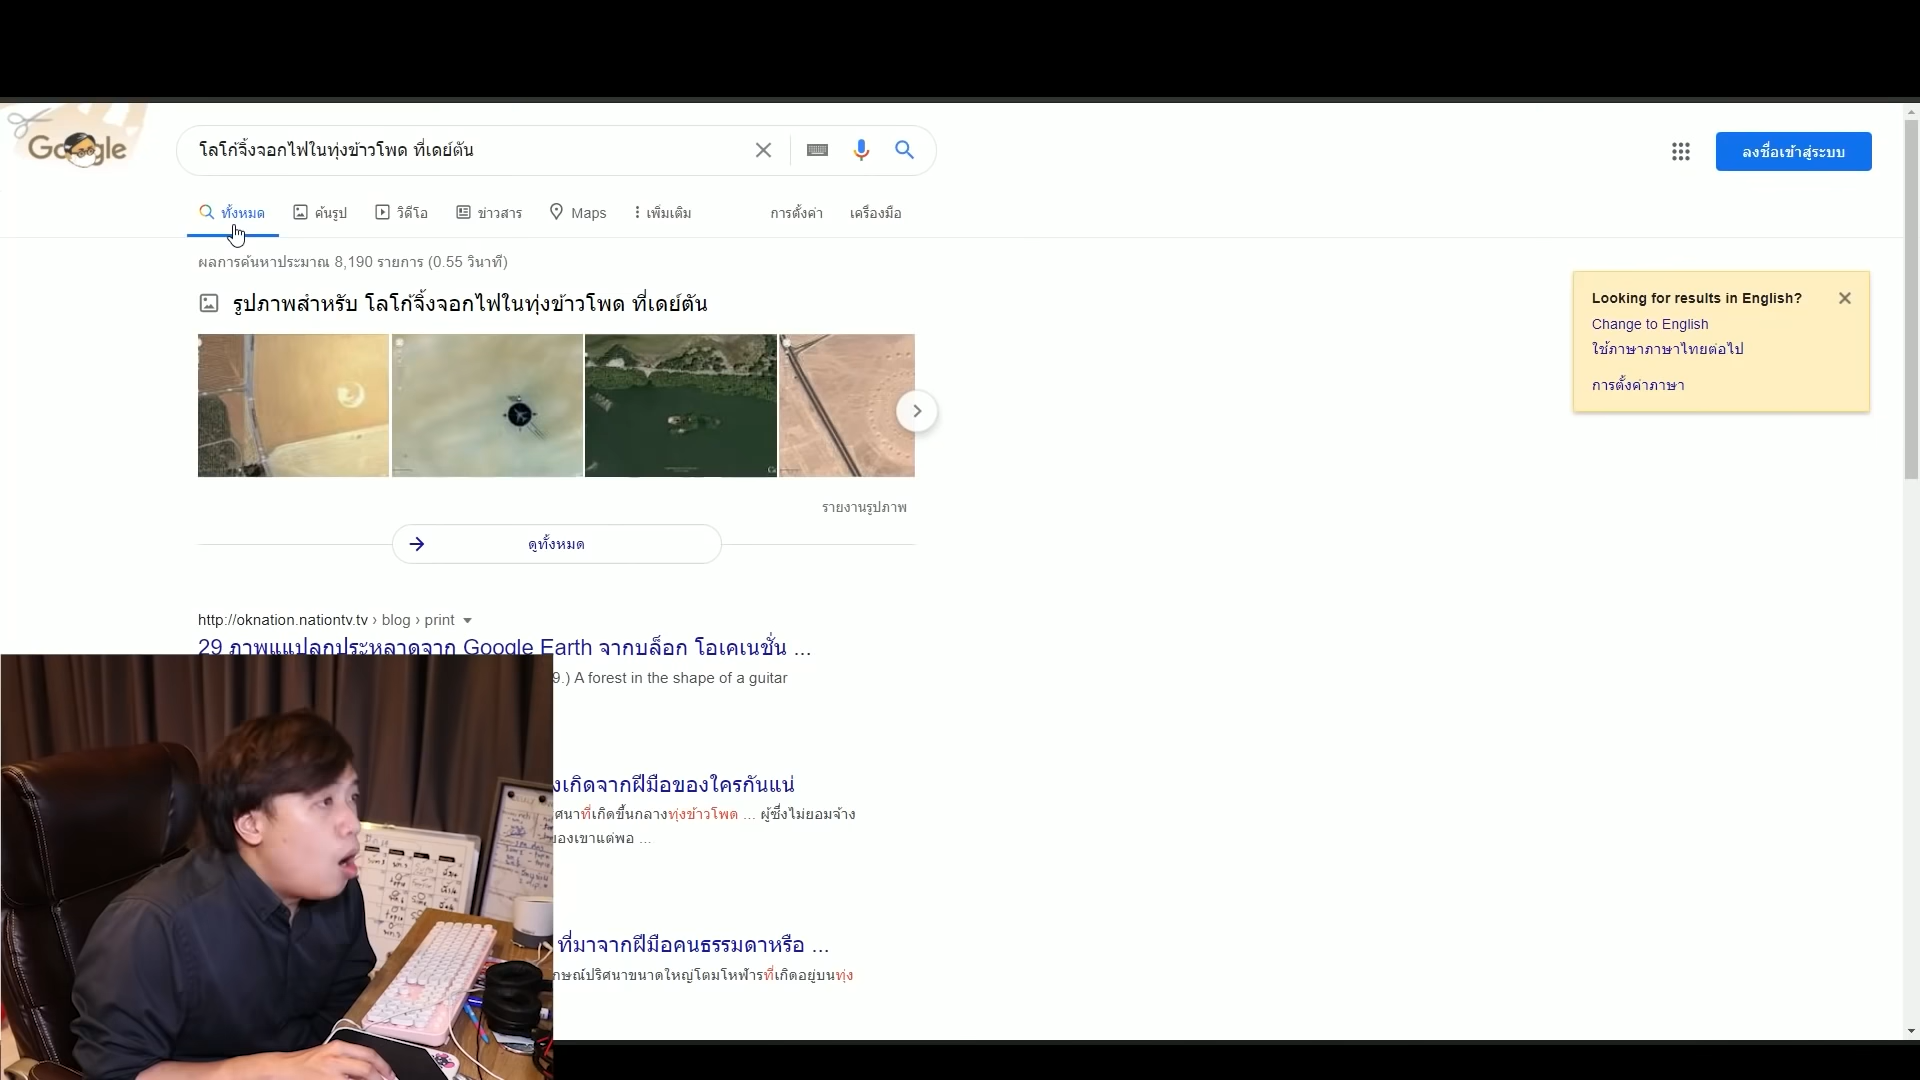 Google
โลโก้จิ้งจอกไฟในทุ่งข้าวโพด ที่เดย์ตัน
ลงชื่อเข้าสู่ระบบ
ทั้งหมด
ค้นรูป
วิดีโอ
ข่าวสาร
Maps
เพิ่มเติม
การตั้งค่า
เครื่องมือ
ผลการค้นหาประมาณ 8,190 รายการ (0.55 วินาที)
รูปภาพสำหรับ โลโก้จิ้งจอกไฟในทุ่งข้าวโพด ที่เดย์ตัน
Looking for results in English?
Change to English
ใช้ภาษาภาษาไทยต่อไป
การตั้งค่าภาษา
รายงานรูปภาพ
ดูทั้งหมด
http://oknation.nationtv.tv › blog › print
29 ภาพแแปลกประหลาดจาก Google Earth จากบล็อก โอเคเนชั่น ...
9.) A forest in the shape of a guitar
งเกิดจากฝีมือของใครกันแน่
ศนาที่เกิดขึ้นกลางทุ่งข้าวโพด ... ผู้ซึ่งไม่ยอมจ้าง
ของเขาแต่พอ ...
ที่มาจากฝีมือคนธรรมดาหรือ ...
กษณ์ปริศนาขนาดใหญ่โตมโหฬารที่เกิดอยู่บนทุ่ง